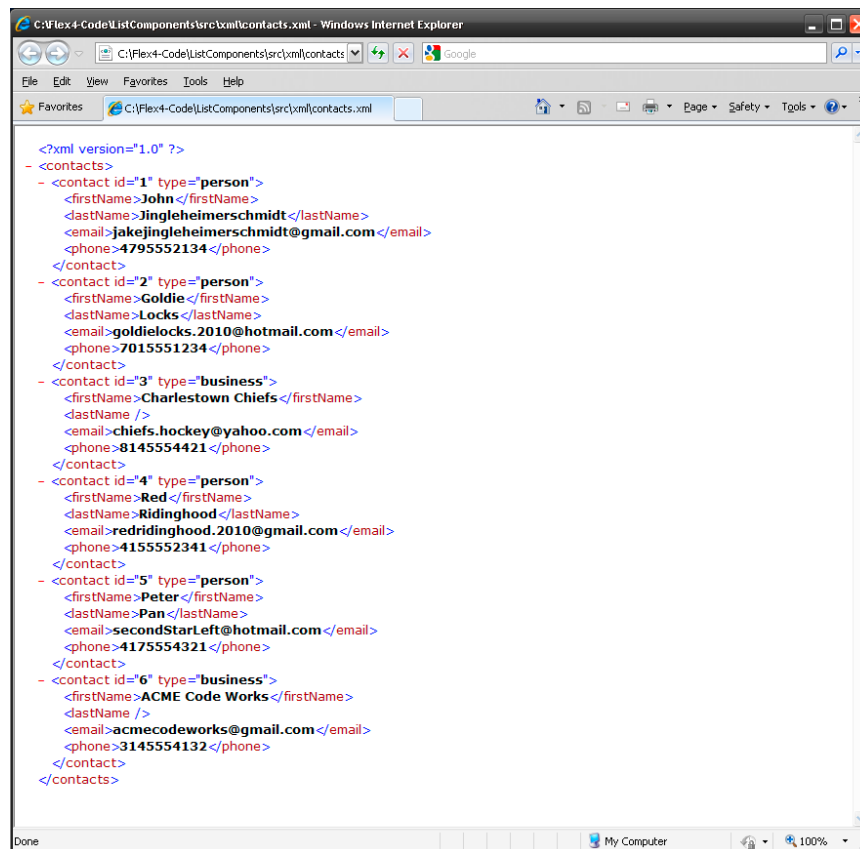 C:\Flex4-Code\ListComponents\src\xml\contacts.xml - Windows Internet Explorer
C:\Flex4-Code\ListComponents\src\xml\contacts Google
File Edit View Favorites Tools Help
Favorites C:\Flex4-Code\ListComponents\src\xml\contacts.xml Page Safety Tools
<?xml version="1.0" ?>
- <contacts>
- <contact id="1" type="person">
<firstName>John</firstName>
<lastName>Jingleheimerschmidt</lastName>
<email>jakejingleheimerschmidt@gmail.com</email>
<phone>4795552134</phone>
</contact>
- <contact id="2" type="person">
<firstName>Goldie</firstName>
<lastName>Locks</lastName>
<email>goldielocks.2010@hotmail.com</email>
<phone>7015551234</phone>
</contact>
- <contact id="3" type="business">
<firstName>Charlestown Chiefs</firstName>
<lastName />
<email>chiefs.hockey@yahoo.com</email>
<phone>8145554421</phone>
</contact>
- <contact id="4" type="person">
<firstName>Red</firstName>
<lastName>Ridinghood</lastName>
<email>redridinghood.2010@gmail.com</email>
<phone>4155552341</phone>
</contact>
- <contact id="5" type="person">
<firstName>Peter</firstName>
<lastName>Pan</lastName>
<email>secondStarLeft@hotmail.com</email>
<phone>4175554321</phone>
</contact>
- <contact id="6" type="business">
<firstName>ACME Code Works</firstName>
<lastName />
<email>acmecodeworks@gmail.com</email>
<phone>3145554132</phone>
</contact>
</contacts>
Done My Computer 100%